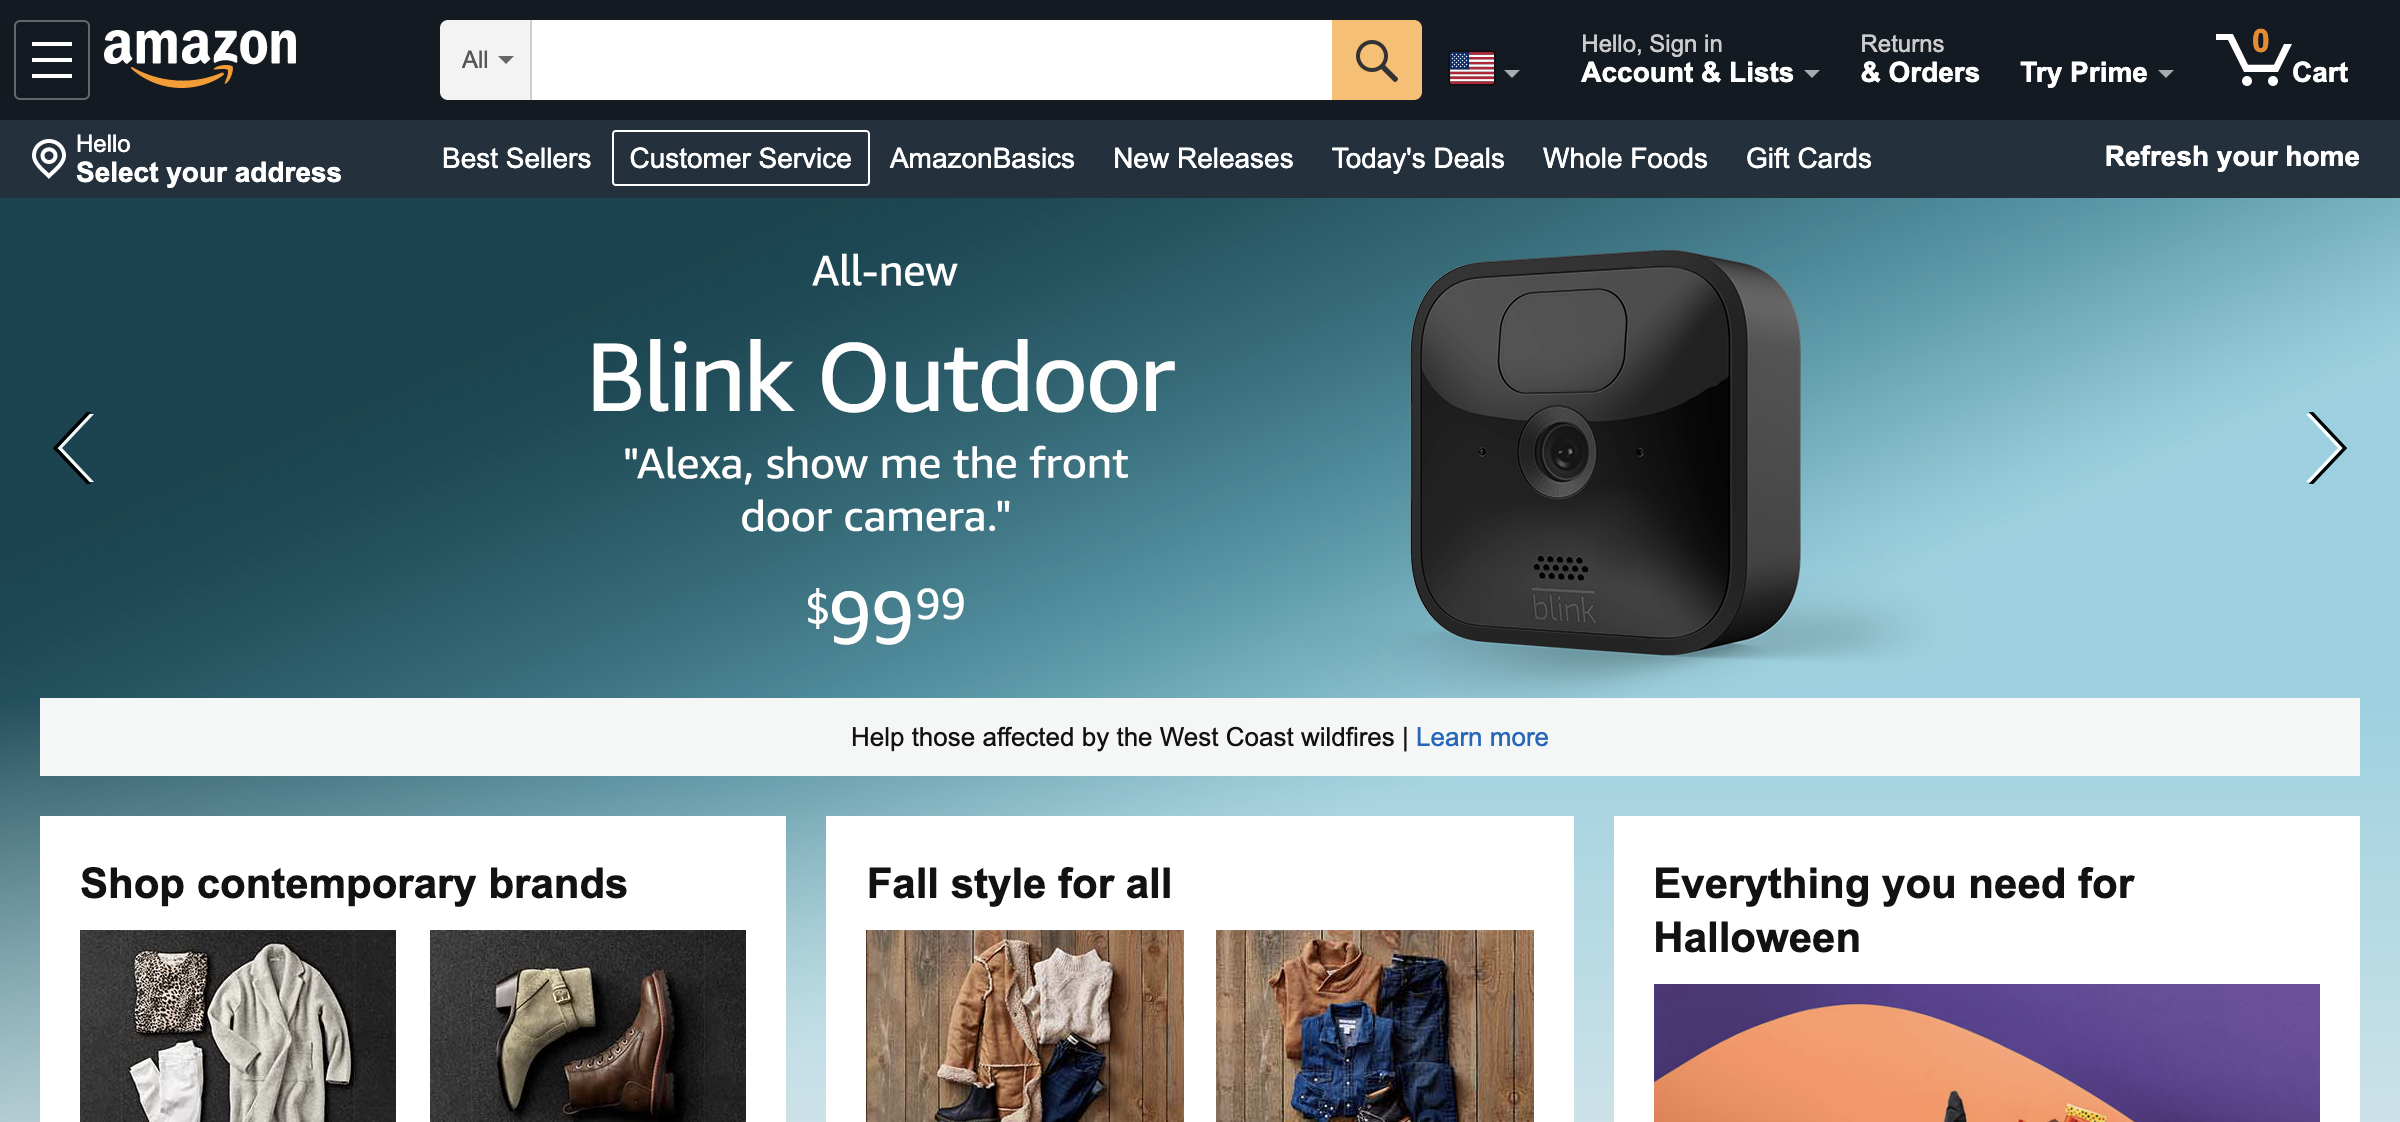 amazon
All
Hello, Sign in
Account & Lists
Returns
& Orders
Try Prime
0
Cart
Hello
Select your address
Best Sellers
Customer Service
AmazonBasics
New Releases
Today's Deals
Whole Foods
Gift Cards
Refresh your home
All-new
Blink Outdoor
"Alexa, show me the front
door camera."
$99 99
blink
Help those affected by the West Coast wildfires | Learn more
Shop contemporary brands
Fall style for all
Everything you need for
Halloween